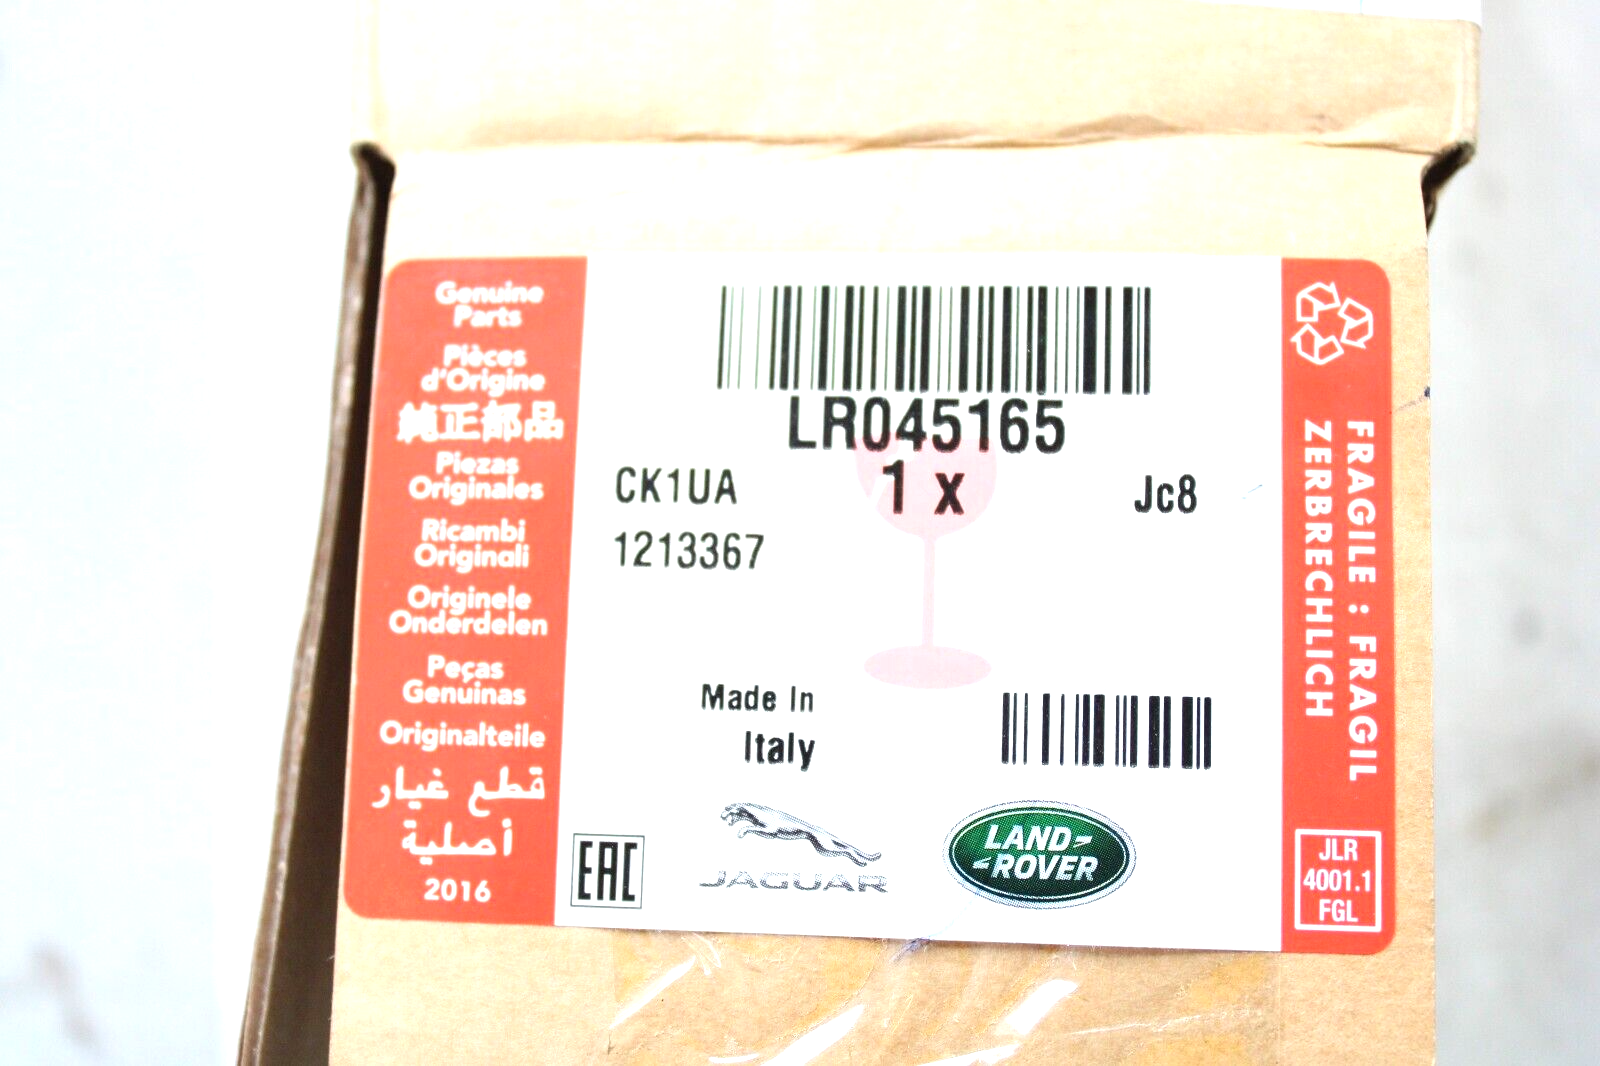 Genuine
Parts
Pièces
d'Origine
純正部品
Piezas
Originales
Ricambi
Originali
Originele
Onderdelen
Peças
Genuinas
Originalteile
قطع غيار
أصلية
2016
LR045165
1 x
CK1UA
Jc8
1213367
Made In
Italy
EAC
JAGUAR
LAND-
-ROVER
FRAGILE : FRAGIL
ZERBRECHLICH
JLR
4001.1
FGL